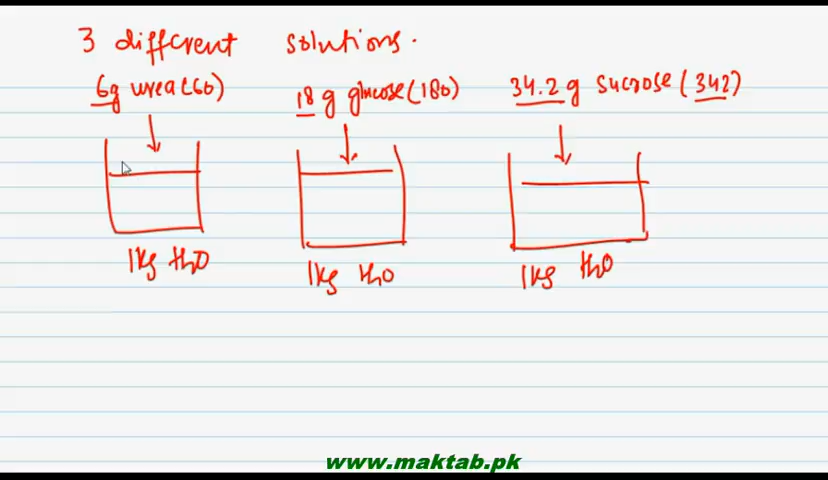 3 different solutions.
6g urea (60) 18 g glucose (180) 34.2 g sucrose (342)
1kg H2O 1kg H2O 1kg H2O
www.maktab.pk